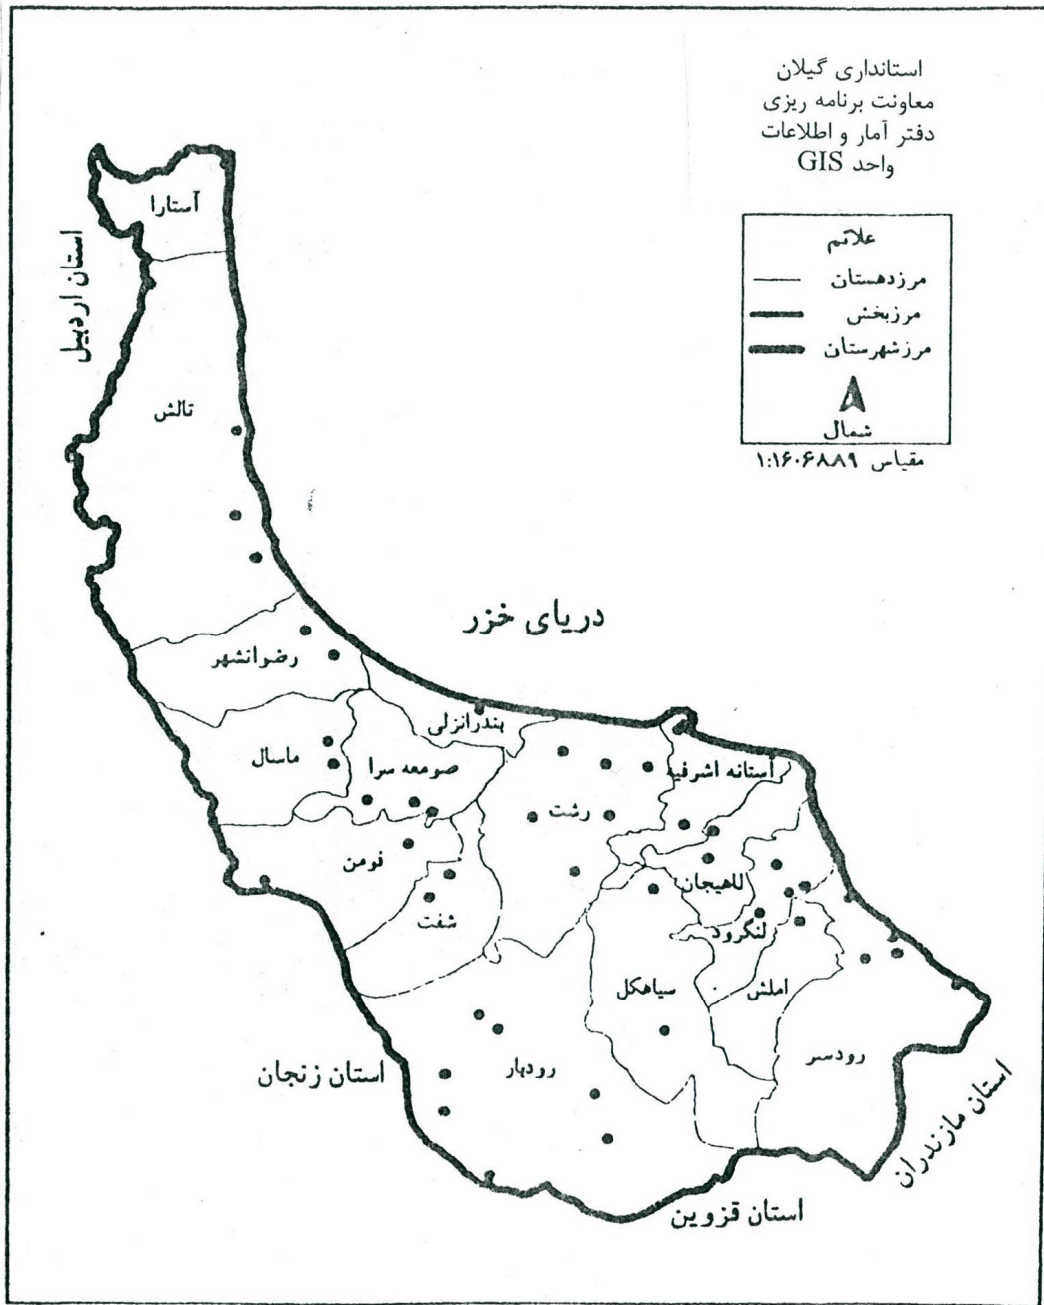 استانداری گیلان
معاونت برنامه ریزی
دفتر آمار و اطلاعات
واحد GIS
علائم
مرزدهستان
مرزبخش
مرزشهرستان
شمال
مقیاس ۱:۱۶۰۶۸۸۹
آستارا
استان اردبیل
تالش
دریای خزر
رضوانشهر
بندرانزلی
ماسال
صومعه سرا
آستانه اشرفیه
رشت
فومن
لاهیجان
شفت
لنگرود
سیاهکل
املش
رودسر
رودبار
استان زنجان
استان مازندران
استان قزوین